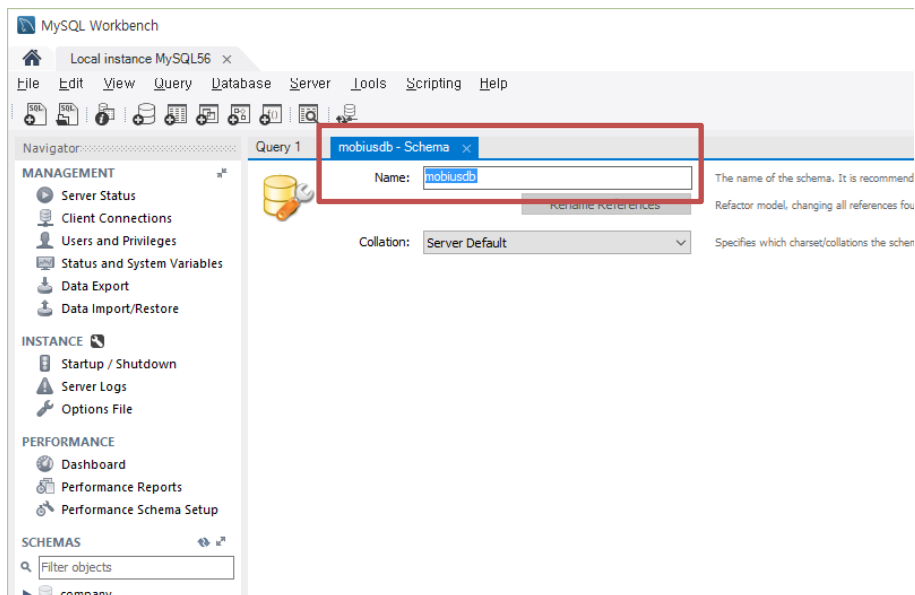 MySQL Workbench
Local instance MySQL56
File Edit View Query Database Server Tools Scripting Help
Navigator
Query 1
mobiusdb - Schema
MANAGEMENT
Server Status
Client Connections
Users and Privileges
Status and System Variables
Data Export
Data Import/Restore
INSTANCE
Startup / Shutdown
Server Logs
Options File
PERFORMANCE
Dashboard
Performance Reports
Performance Schema Setup
SCHEMAS
Filter objects
company
Name: mobiusdb
The name of the schema. It is recommend
Rename References
Refactor model, changing all references fou
Collation: Server Default
Specifies which charset/collations the schem